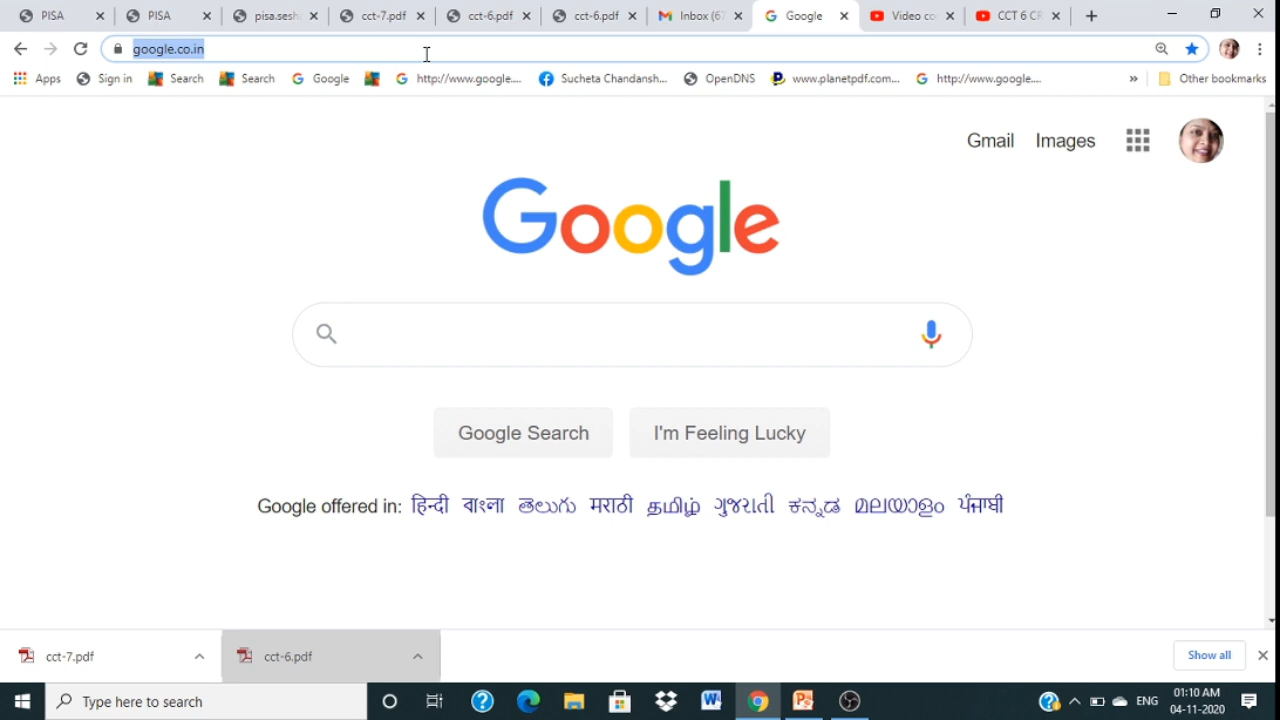 PISA
PISA
pisa.sesh
cct-7.pdf
cct-6.pdf
cct-6.pdf
Inbox (67
Google
Video co
CCT 6 CR
google.co.in
Apps
Sign in
Search
Search
Google
http://www.google....
Sucheta Chandansh...
OpenDNS
www.planetpdf.com...
http://www.google....
Other bookmarks
Gmail
Images
Google
Google Search
I'm Feeling Lucky
Google offered in: हिन्दी বাংলা తెలుగు मराठी தமிழ் ગુજરાતી ಕನ್ನಡ മലയാളം ਪੰਜਾਬੀ
cct-7.pdf
cct-6.pdf
Show all
Type here to search
ENG
01:10 AM
04-11-2020